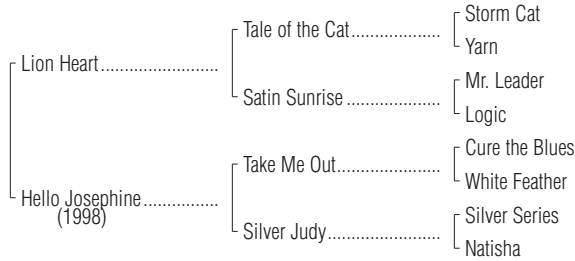 Storm Cat
Tale of the Cat....................
Yarn
Lion Heart..........................
Mr. Leader
Satin Sunrise .....................
Logic
Cure the Blues
Take Me Out.......................
White Feather
Hello Josephine.................
(1998)
Silver Series
Silver Judy.........................
Natisha